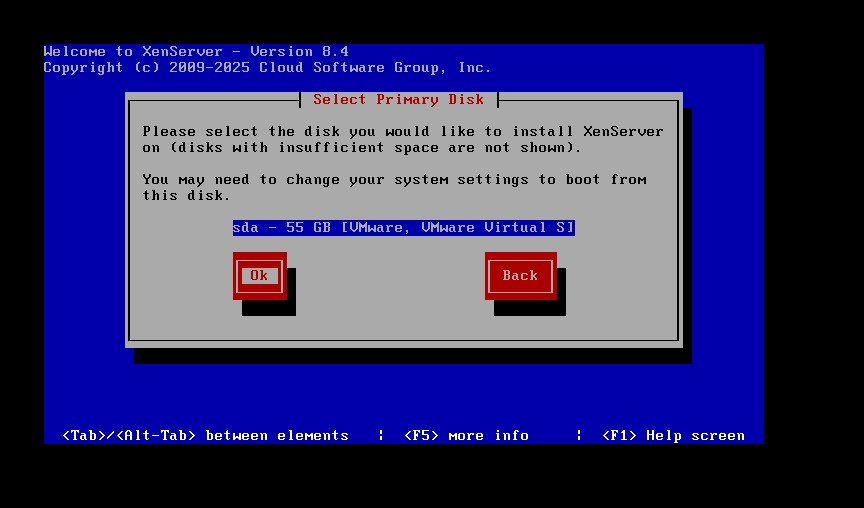 Welcome to XenServer - Version 8.4
Copyright (c) 2009-2025 Cloud Software Group, Inc.
Select Primary Disk
Please select the disk you would like to install XenServer
on (disks with insufficient space are not shown).
You may need to change your system settings to boot from
this disk.
sda - 55 GB [VMware, VMware Virtual S]
Ok Back
<Tab>/<Alt-Tab> between elements | <F5> more info | <F1> Help screen